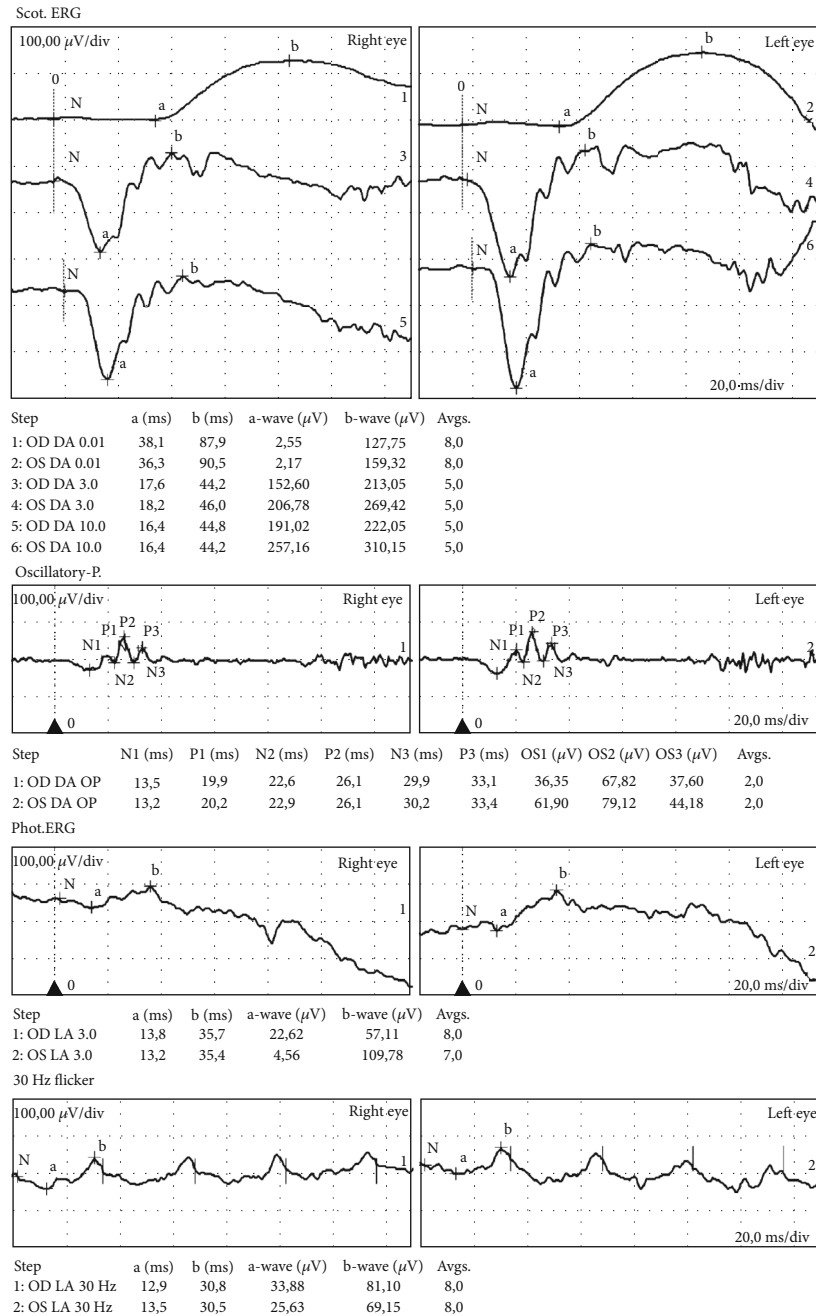 Scot. ERG
100,00 µV/div Right eye Left eye
0 N a b 1
0 N a b 2
N a b 3
N a b 4
N a b 5
N a b 6
20,0 ms/div
Step a (ms) b (ms) a-wave (µV) b-wave (µV) Avgs.
1: OD DA 0.01 38,1 87,9 2,55 127,75 8,0
2: OS DA 0.01 36,3 90,5 2,17 159,32 8,0
3: OD DA 3.0 17,6 44,2 152,60 213,05 5,0
4: OS DA 3.0 18,2 46,0 206,78 269,42 5,0
5: OD DA 10.0 16,4 44,8 191,02 222,05 5,0
6: OS DA 10.0 16,4 44,2 257,16 310,15 5,0
Oscillatory-P.
100,00 µV/div Right eye Left eye
N1 P1 P2 P3 N2 N3 1
N1 P1 P2 P3 N2 N3 2
0 0 20,0 ms/div
Step N1 (ms) P1 (ms) N2 (ms) P2 (ms) N3 (ms) P3 (ms) OS1 (µV) OS2 (µV) OS3 (µV) Avgs.
1: OD DA OP 13,5 19,9 22,6 26,1 29,9 33,1 36,35 67,82 37,60 2,0
2: OS DA OP 13,2 20,2 22,9 26,1 30,2 33,4 61,90 79,12 44,18 2,0
Phot.ERG
100,00 µV/div Right eye Left eye
N a b 1
N a b 2
0 0 20,0 ms/div
Step a (ms) b (ms) a-wave (µV) b-wave (µV) Avgs.
1: OD LA 3.0 13,8 35,7 22,62 57,11 8,0
2: OS LA 3.0 13,2 35,4 4,56 109,78 7,0
30 Hz flicker
100,00 µV/div Right eye Left eye
N a b 1
N a b 2
20,0 ms/div
Step a (ms) b (ms) a-wave (µV) b-wave (µV) Avgs.
1: OD LA 30 Hz 12,9 30,8 33,88 81,10 8,0
2: OS LA 30 Hz 13,5 30,5 25,63 69,15 8,0